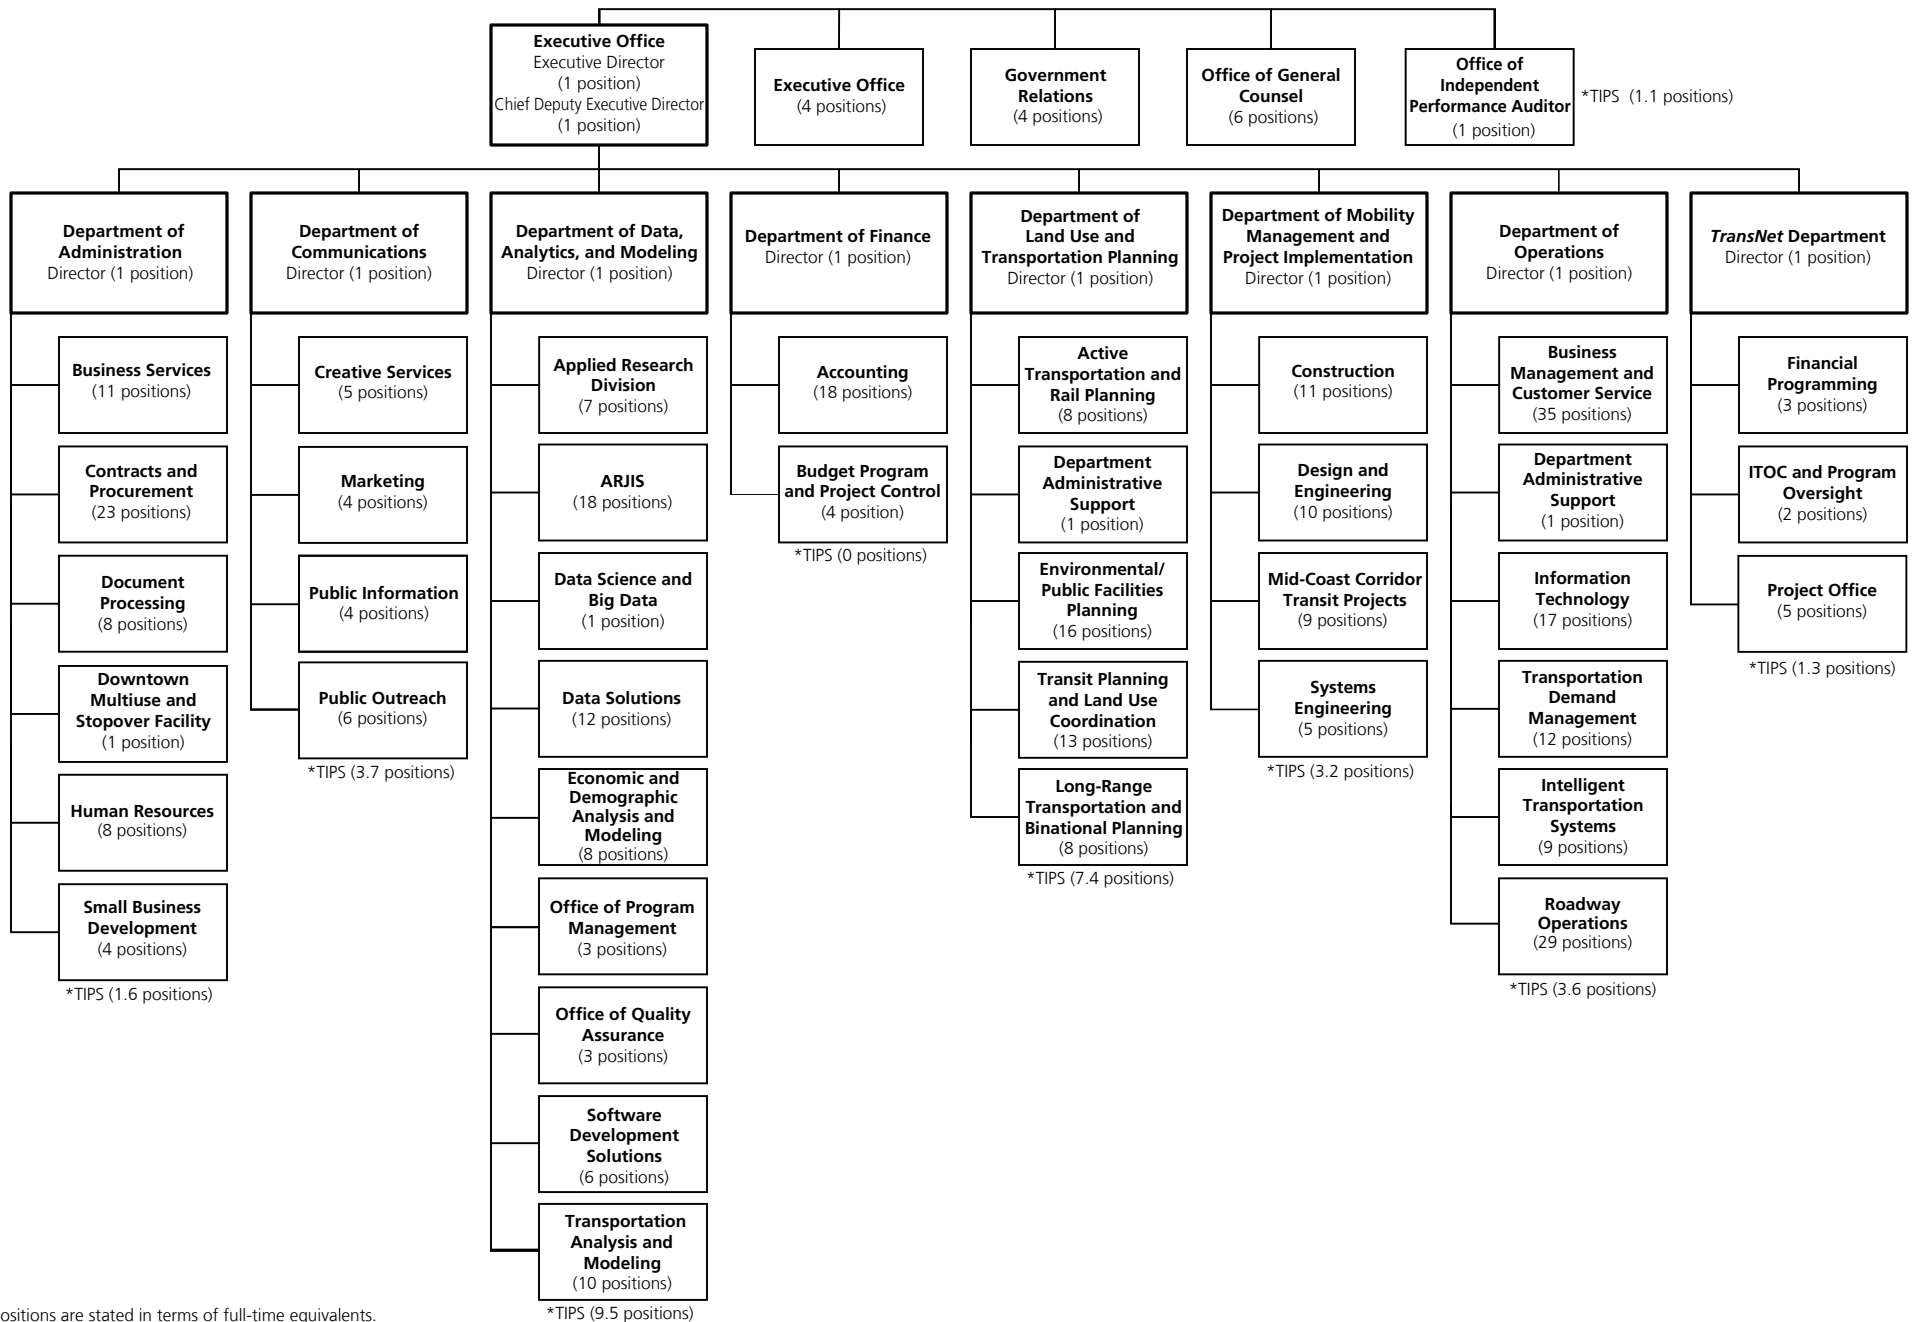 Executive Office
Executive Director
(1 position)
Chief Deputy Executive Director
(1 position)
Executive Office
(4 positions)
Government
Relations
(4 positions)
Office of General
Counsel
(6 positions)
Office of
Independent
Performance Auditor
(1 position)
*TIPS (1.1 positions)
Department of
Administration
Director (1 position)
Business Services
(11 positions)
Contracts and
Procurement
(23 positions)
Document
Processing
(8 positions)
Downtown
Multiuse and
Stopover Facility
(1 position)
Human Resources
(8 positions)
Small Business
Development
(4 positions)
*TIPS (1.6 positions)
Department of
Communications
Director (1 position)
Creative Services
(5 positions)
Marketing
(4 positions)
Public Information
(4 positions)
Public Outreach
(6 positions)
*TIPS (3.7 positions)
Department of Data,
Analytics, and Modeling
Director (1 position)
Applied Research
Division
(7 positions)
ARJIS
(18 positions)
Data Science and
Big Data
(1 position)
Data Solutions
(12 positions)
Economic and
Demographic
Analysis and
Modeling
(8 positions)
Office of Program
Management
(3 positions)
Office of Quality
Assurance
(3 positions)
Software
Development
Solutions
(6 positions)
Transportation
Analysis and
Modeling
(10 positions)
*TIPS (9.5 positions)
Department of Finance
Director (1 position)
Accounting
(18 positions)
Budget Program
and Project Control
(4 position)
*TIPS (0 positions)
Department of
Land Use and
Transportation Planning
Director (1 position)
Active
Transportation and
Rail Planning
(8 positions)
Department
Administrative
Support
(1 position)
Environmental/
Public Facilities
Planning
(16 positions)
Transit Planning
and Land Use
Coordination
(13 positions)
Long-Range
Transportation and
Binational Planning
(8 positions)
*TIPS (7.4 positions)
Department of Mobility
Management and
Project Implementation
Director (1 position)
Construction
(11 positions)
Design and
Engineering
(10 positions)
Mid-Coast Corridor
Transit Projects
(9 positions)
Systems
Engineering
(5 positions)
*TIPS (3.2 positions)
Department of
Operations
Director (1 position)
Business
Management and
Customer Service
(35 positions)
Department
Administrative
Support
(1 position)
Information
Technology
(17 positions)
Transportation
Demand
Management
(12 positions)
Intelligent
Transportation
Systems
(9 positions)
Roadway
Operations
(29 positions)
*TIPS (3.6 positions)
TransNet Department
Director (1 position)
Financial
Programming
(3 positions)
ITOC and Program
Oversight
(2 positions)
Project Office
(5 positions)
*TIPS (1.3 positions)
ositions are stated in terms of full-time equivalents.